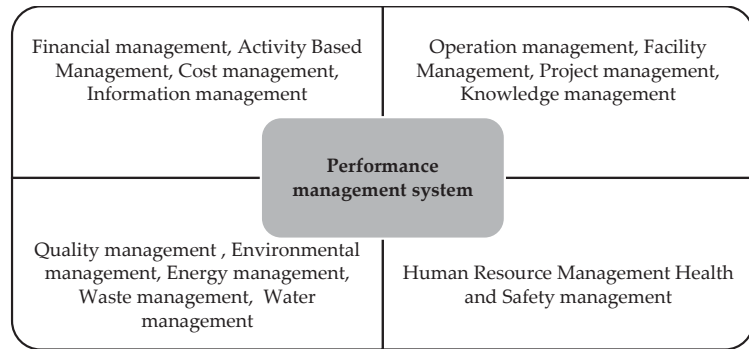 Financial management, Activity Based
Management, Cost management,
Information management
Operation management, Facility
Management, Project management,
Knowledge management
Performance
management system
Quality management , Environmental
management, Energy management,
Waste management,  Water
management
Human Resource Management Health
and Safety management